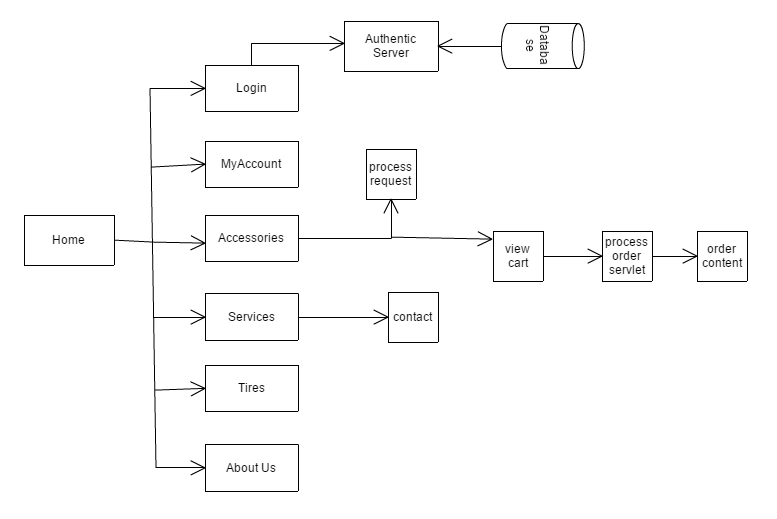 Authentic
Server
Databa
se
Login
MyAccount
process
request
Home
Accessories
view
cart
process
order
servlet
order
content
Services
contact
Tires
About Us